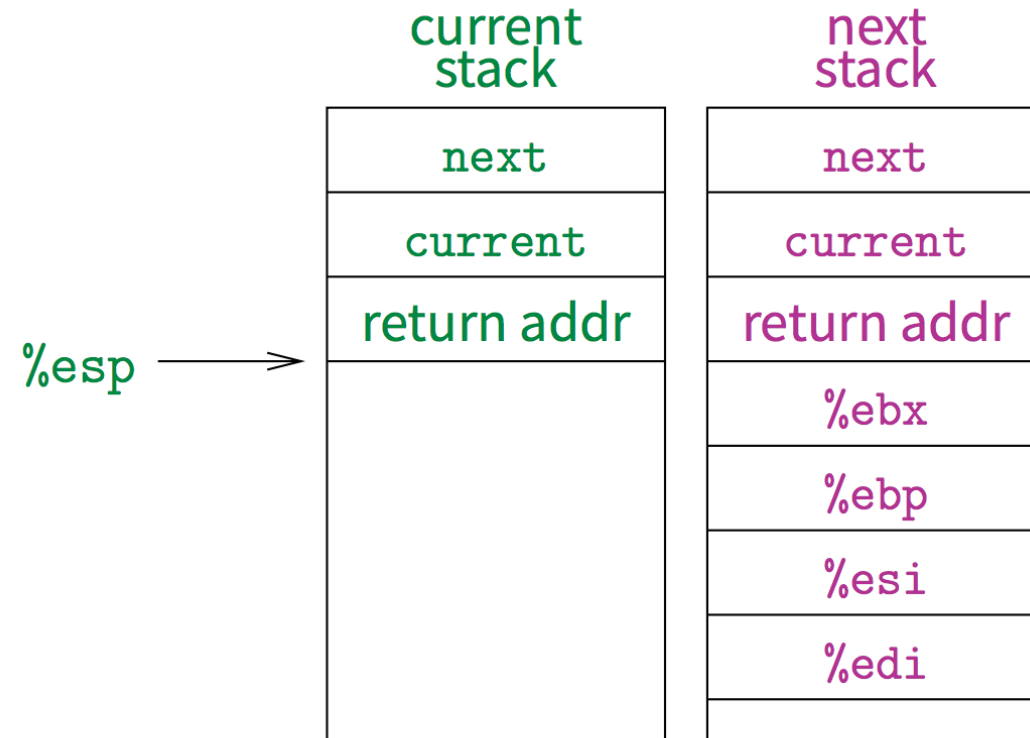 current
stack
next
stack
next
next
current
current
return addr
return addr
%esp
%ebx
%ebp
%esi
%edi